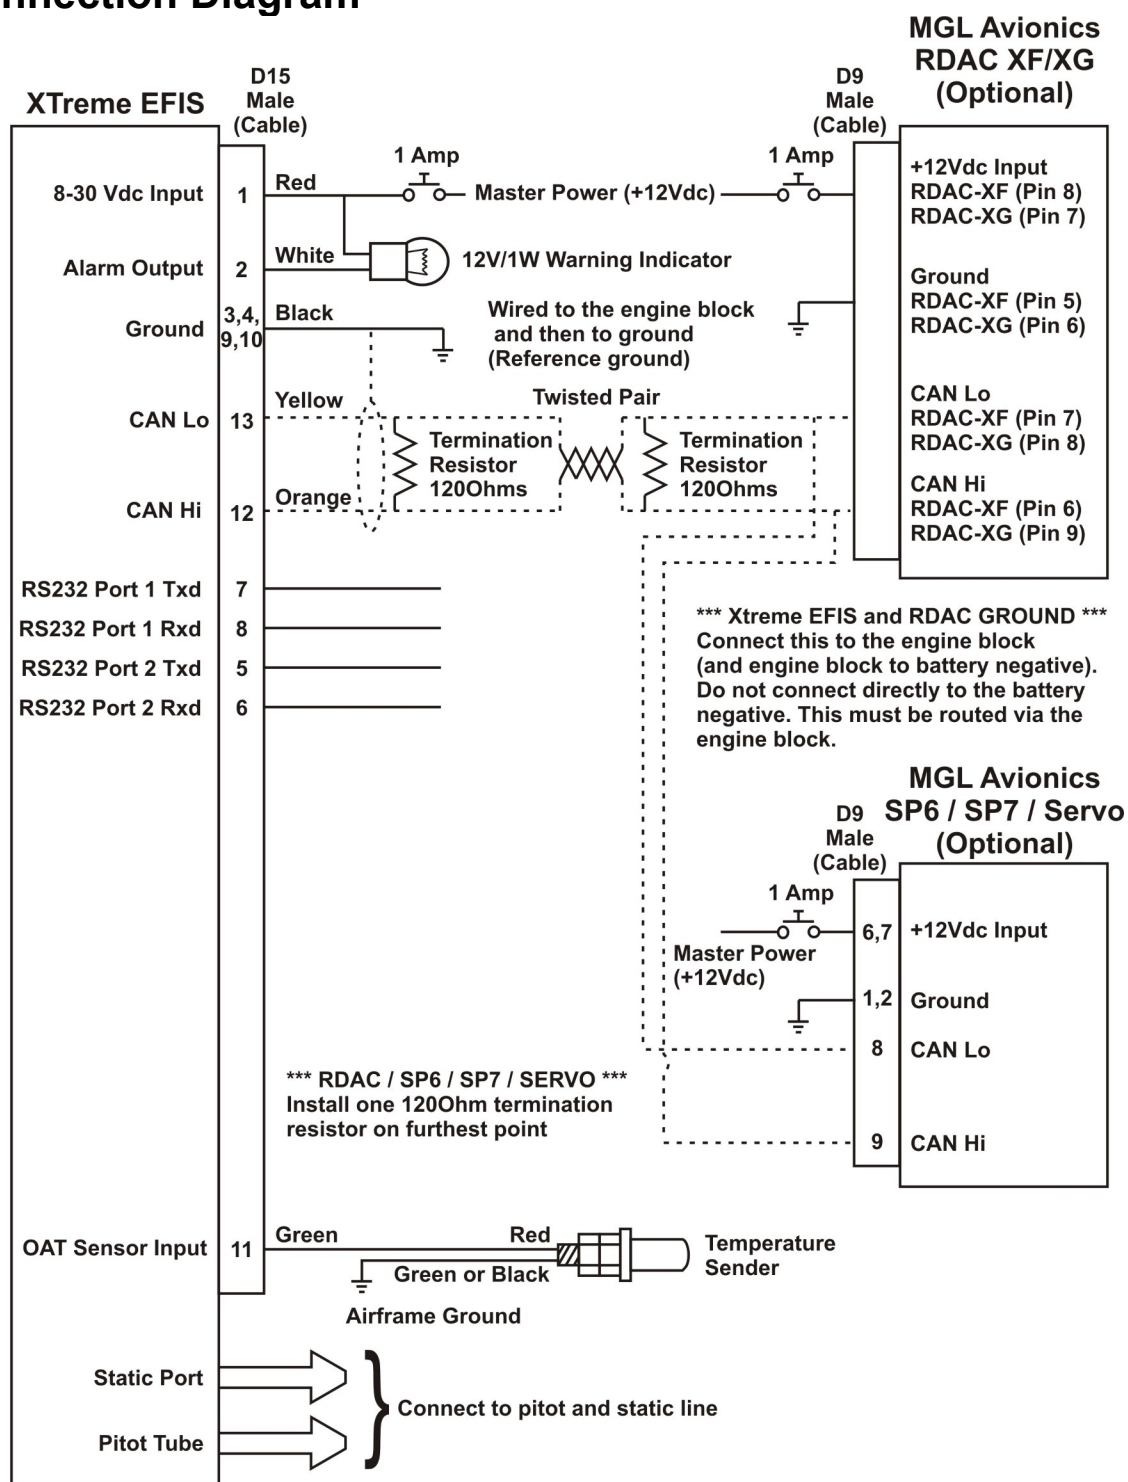 nnection Diagram
MGL Avionics
RDAC XF/XG
(Optional)
D15
Male
(Cable)
D9
Male
(Cable)
XTreme EFIS
1 Amp
1 Amp
8-30 Vdc Input
1
Red
Master Power (+12Vdc)
+12Vdc Input
RDAC-XF (Pin 8)
RDAC-XG (Pin 7)
Alarm Output
2
White
12V/1W Warning Indicator
Ground
3,4,
9,10
Black
Wired to the engine block
and then to ground
(Reference ground)
Ground
RDAC-XF (Pin 5)
RDAC-XG (Pin 6)
CAN Lo
13
Yellow
Twisted Pair
Termination
Resistor
120Ohms
Termination
Resistor
120Ohms
CAN Lo
RDAC-XF (Pin 7)
RDAC-XG (Pin 8)
CAN Hi
12
Orange
CAN Hi
RDAC-XF (Pin 6)
RDAC-XG (Pin 9)
RS232 Port 1 Txd
7
RS232 Port 1 Rxd
8
RS232 Port 2 Txd
5
RS232 Port 2 Rxd
6
*** Xtreme EFIS and RDAC GROUND ***
Connect this to the engine block
(and engine block to battery negative).
Do not connect directly to the battery
negative. This must be routed via the
engine block.
MGL Avionics
SP6 / SP7 / Servo
(Optional)
D9
Male
(Cable)
1 Amp
Master Power
(+12Vdc)
6,7
+12Vdc Input
1,2
Ground
8
CAN Lo
9
CAN Hi
*** RDAC / SP6 / SP7 / SERVO ***
Install one 120Ohm termination
resistor on furthest point
OAT Sensor Input
11
Green
Red
Green or Black
Temperature
Sender
Airframe Ground
Static Port
Pitot Tube
Connect to pitot and static line